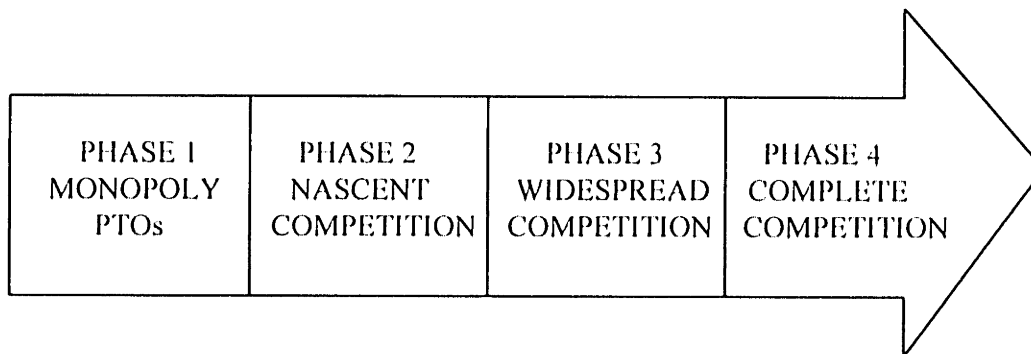 PHASE 1
MONOPOLY
PTOs
PHASE 2
NASCENT
COMPETITION
PHASE 3
WIDESPREAD
COMPETITION
PHASE 4
COMPLETE
COMPETITION